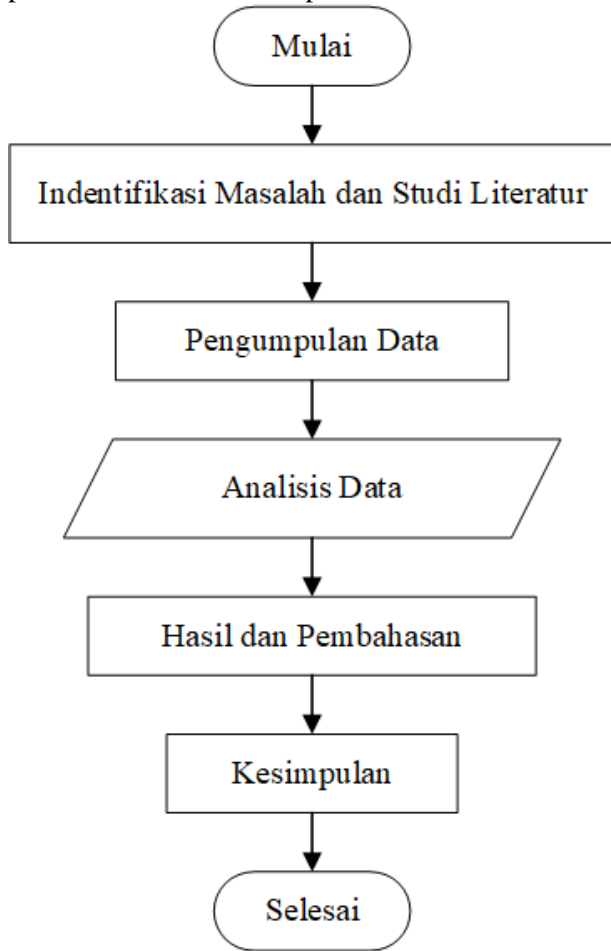 Mulai
Indentifikasi Masalah dan Studi Literatur
Pengumpulan Data
Analisis Data
Hasil dan Pembahasan
Kesimpulan
Selesai